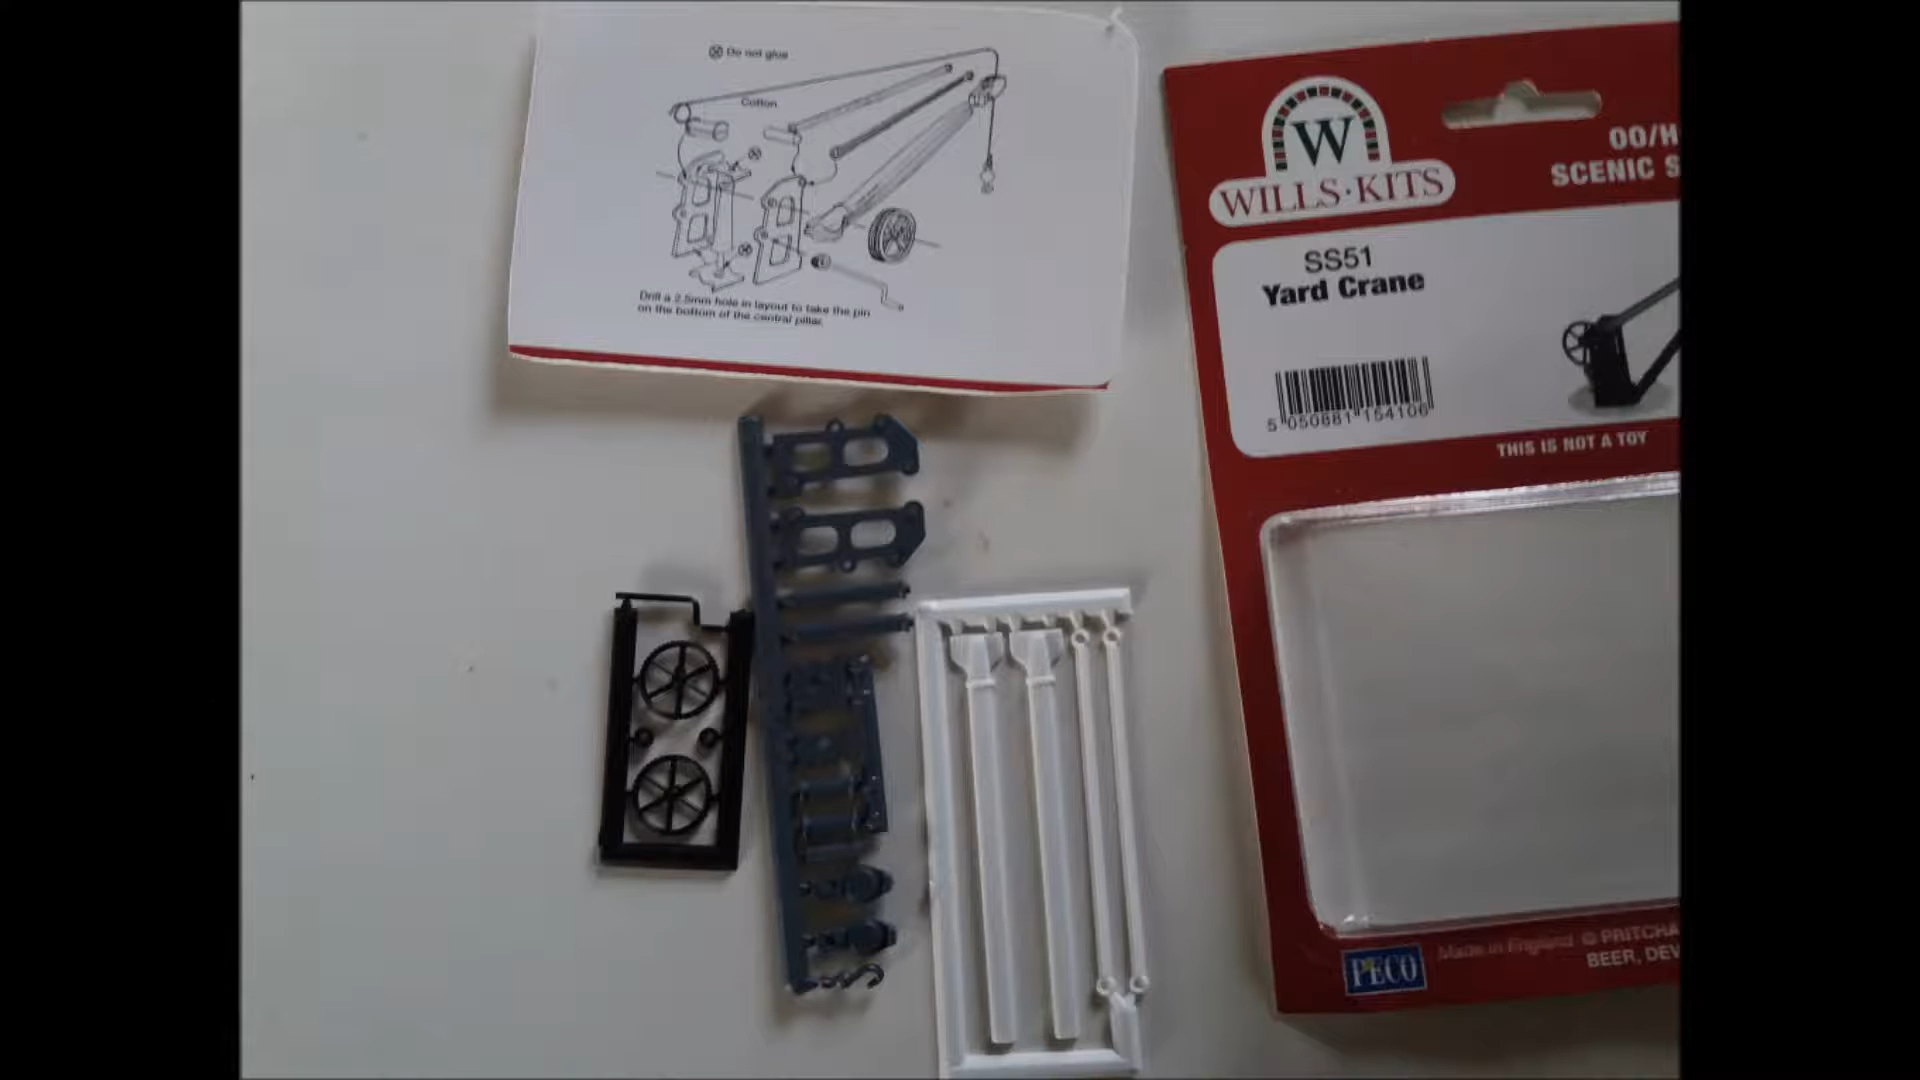 Do not glue
Cotton
Drill a 2.5mm hole in layout to take the pin
on the bottom of the central pillar.
W
WILLS·KITS
OO/H
SCENIC S
SS51
Yard Crane
5 050881 154106
THIS IS NOT A TOY
PECO
Made in England © PRITCHA
BEER, DEV